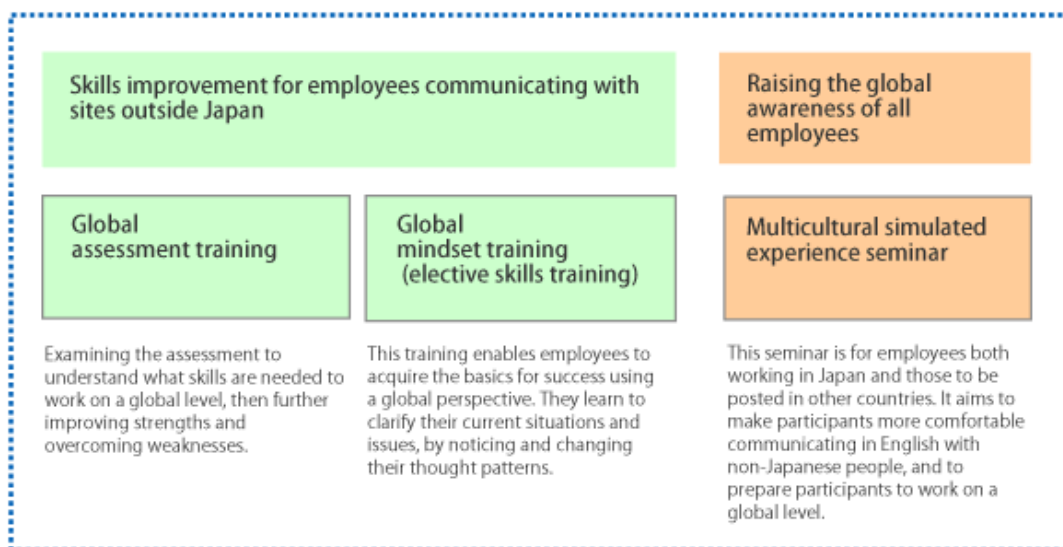 Skills improvement for employees communicating with
sites outside Japan
Raising the global
awareness of all
employees
Global
assessment training
Global
mindset training
(elective skills training)
Multicultural simulated
experience seminar
Examining the assessment to
understand what skills are needed to
work on a global level, then further
improving strengths and
overcoming weaknesses.
This training enables employees to
acquire the basics for success using
a global perspective. They learn to
clarify their current situations and
issues, by noticing and changing
their thought patterns.
This seminar is for employees both
working in Japan and those to be
posted in other countries. It aims to
make participants more comfortable
communicating in English with
non-Japanese people, and to
prepare participants to work on a
global level.